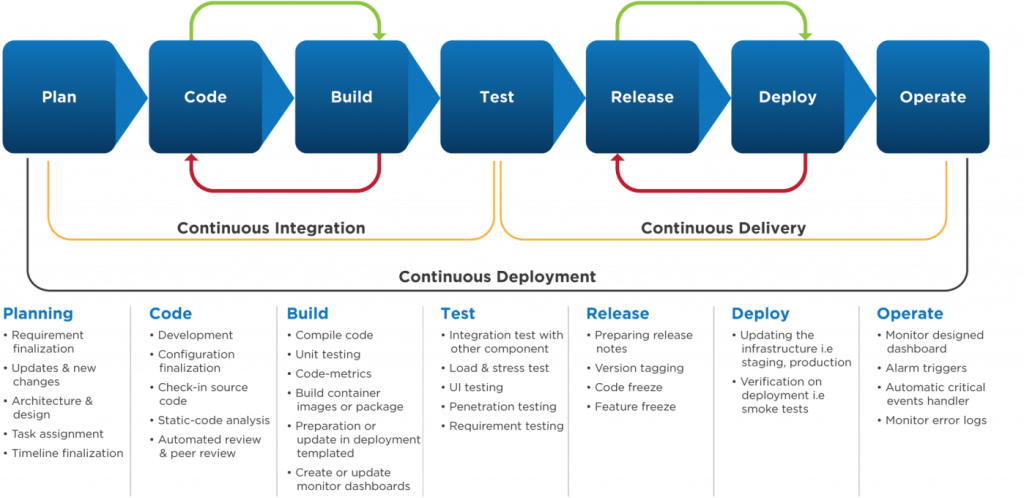 Plan
Code
Build
Test
Release
Deploy
Operate
Continuous Integration
Continuous Delivery
Continuous Deployment
Planning
• Requirement
finalization
• Updates & new
changes
• Architecture &
design
• Task assignment
• Timeline finalization
Code
• Development
• Configuration
finalization
• Check-in source
code
• Static-code analysis
• Automated review
& peer review
Build
• Compile code
• Unit testing
• Code-metrics
• Build container
images or package
• Preparation or
update in deployment
templated
• Create or update
monitor dashboards
Test
• Integration test with
other component
• Load & stress test
• UI testing
• Penetration testing
• Requirement testing
Release
• Preparing release
notes
• Version tagging
• Code freeze
• Feature freeze
Deploy
• Updating the
infrastructure i.e
staging, production
• Verification on
deployment i.e
smoke tests
Operate
• Monitor designed
dashboard
• Alarm triggers
• Automatic critical
events handler
• Monitor error logs